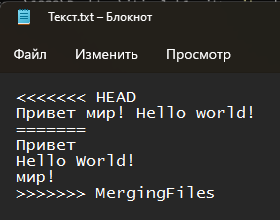 Текст.txt – Блокнот
Файл Изменить Просмотр
<<<<<<< HEAD
Привет мир! Hello world!
=======
Привет
Hello World!
мир!
>>>>>>> MergingFiles